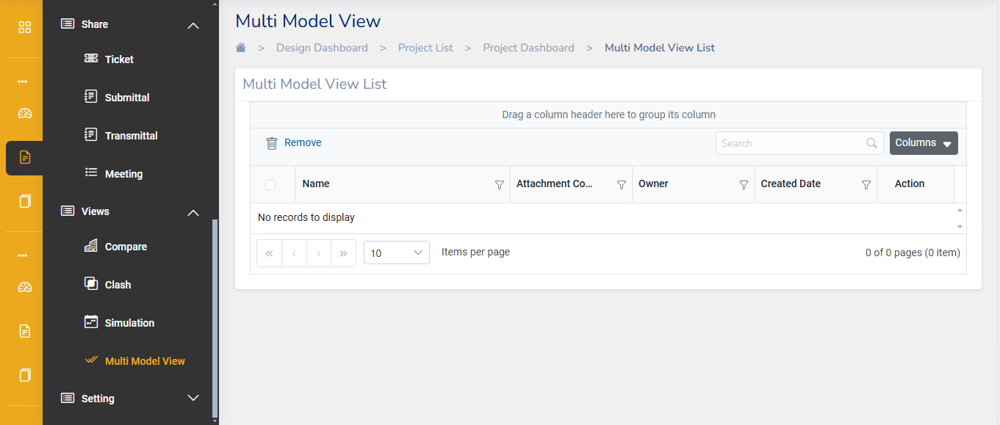 Share
Ticket
Submittal
Transmittal
Meeting
Views
Compare
Clash
Simulation
Multi Model View
Setting
Multi Model View
> Design Dashboard > Project List > Project Dashboard > Multi Model View List
Multi Model View List
Drag a column header here to group its column
Remove
Search
Columns
Name Attachment Co... Owner Created Date Action
No records to display
10 Items per page 0 of 0 pages (0 item)